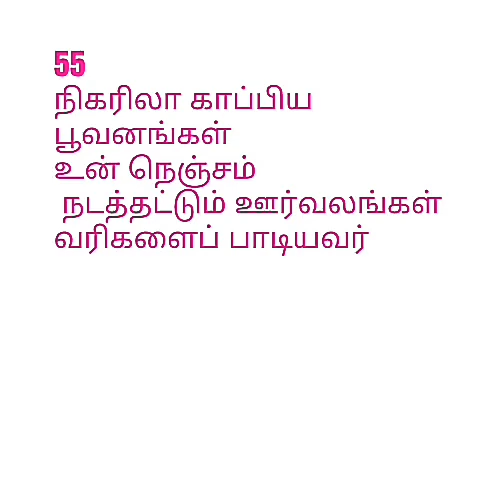 55
நிகரிலா காப்பிய
பூவனங்கள்
உன் நெஞ்சம்
நடத்தட்டும் ஊர்வலங்கள்
வரிகளைப் பாடியவர்